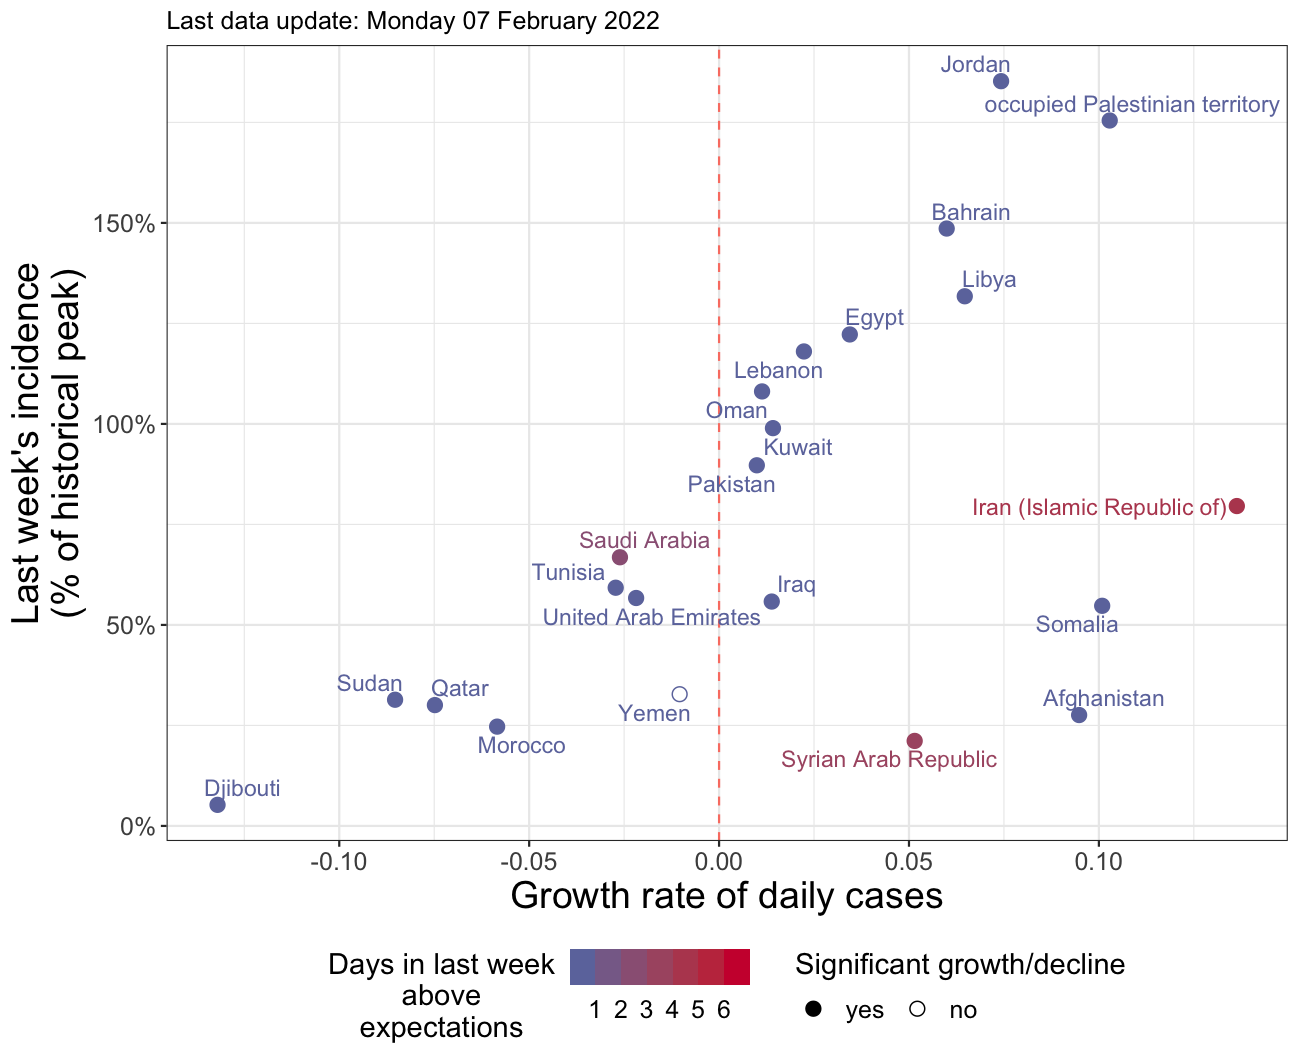 Last data update: Monday 07 February 2022
Jordan
occupied Palestinian territory
150%
Bahrain
Libya
Egypt
Lebanon
Oman
100%
Kuwait
Pakistan
Iran (Islamic Republic of)
Saudi Arabia
Tunisia
Iraq
United Arab Emirates
50%
Somalia
Sudan
Qatar
Afghanistan
Yemen
Morocco
Syrian Arab Republic
Djibouti
0%
Last week's incidence
(% of historical peak)
-0.10 -0.05 0.00 0.05 0.10
Growth rate of daily cases
Days in last week
above
expectations
1 2 3 4 5 6
Significant growth/decline
yes no